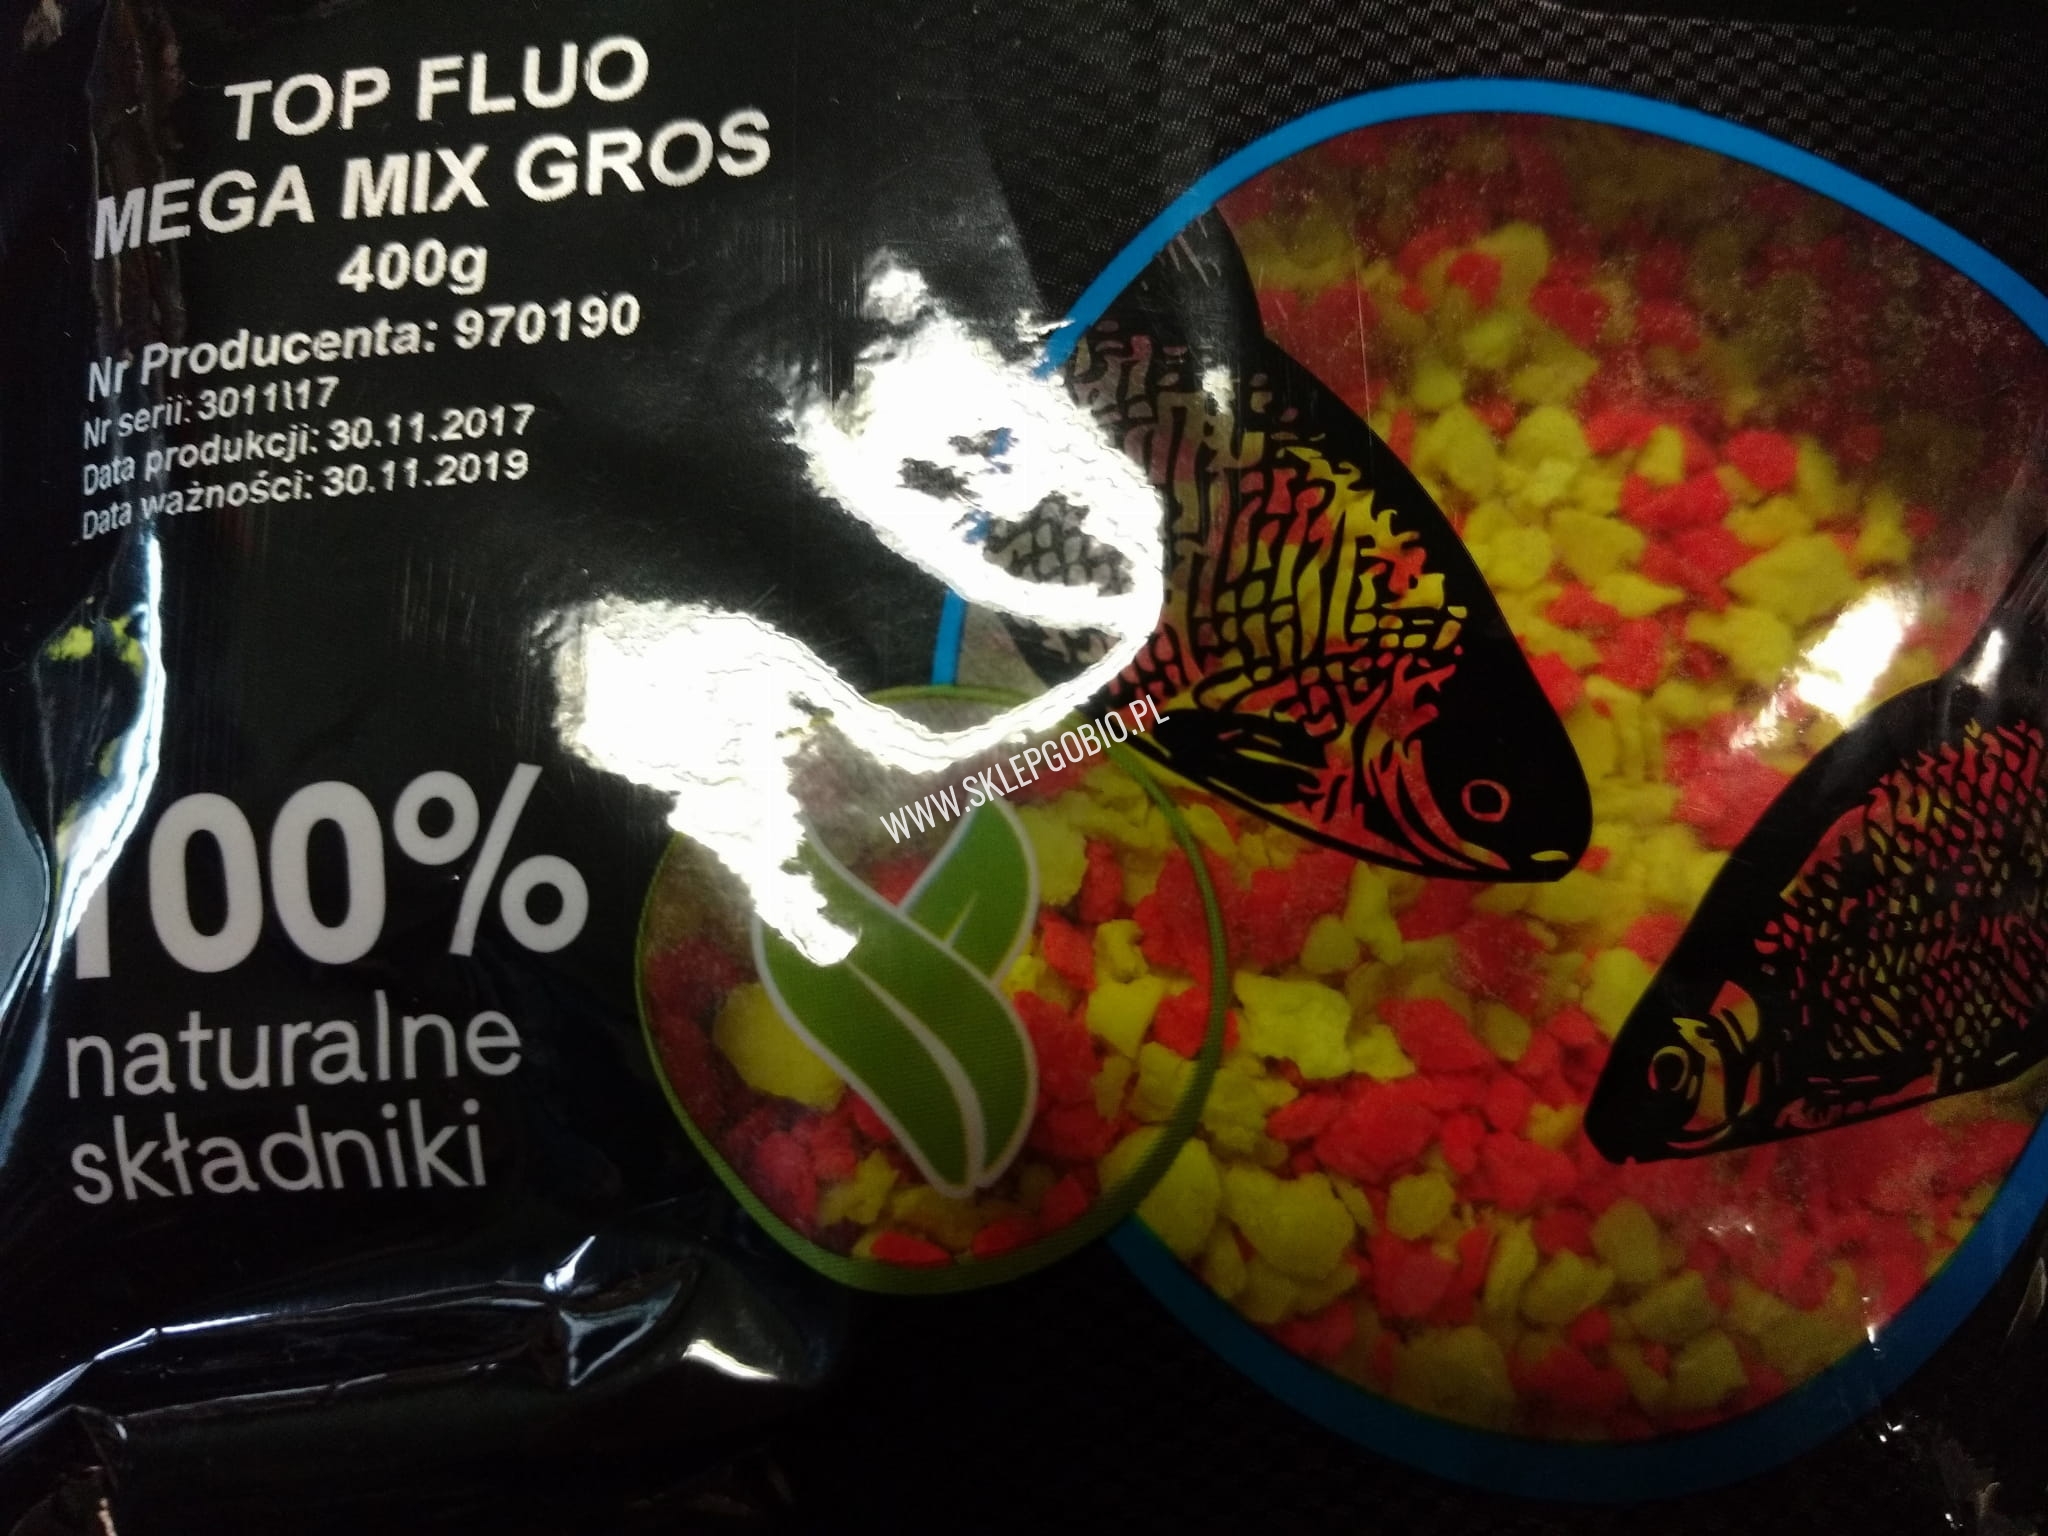 TOP FLUO
MEGA MIX GROS
400g
Nr Producenta: 970190
Nr serii: 3011\17
Data produkcji: 30.11.2017
Data ważności: 30.11.2019
WWW.SKLEPGOBIO.PL
100%
naturalne
składniki